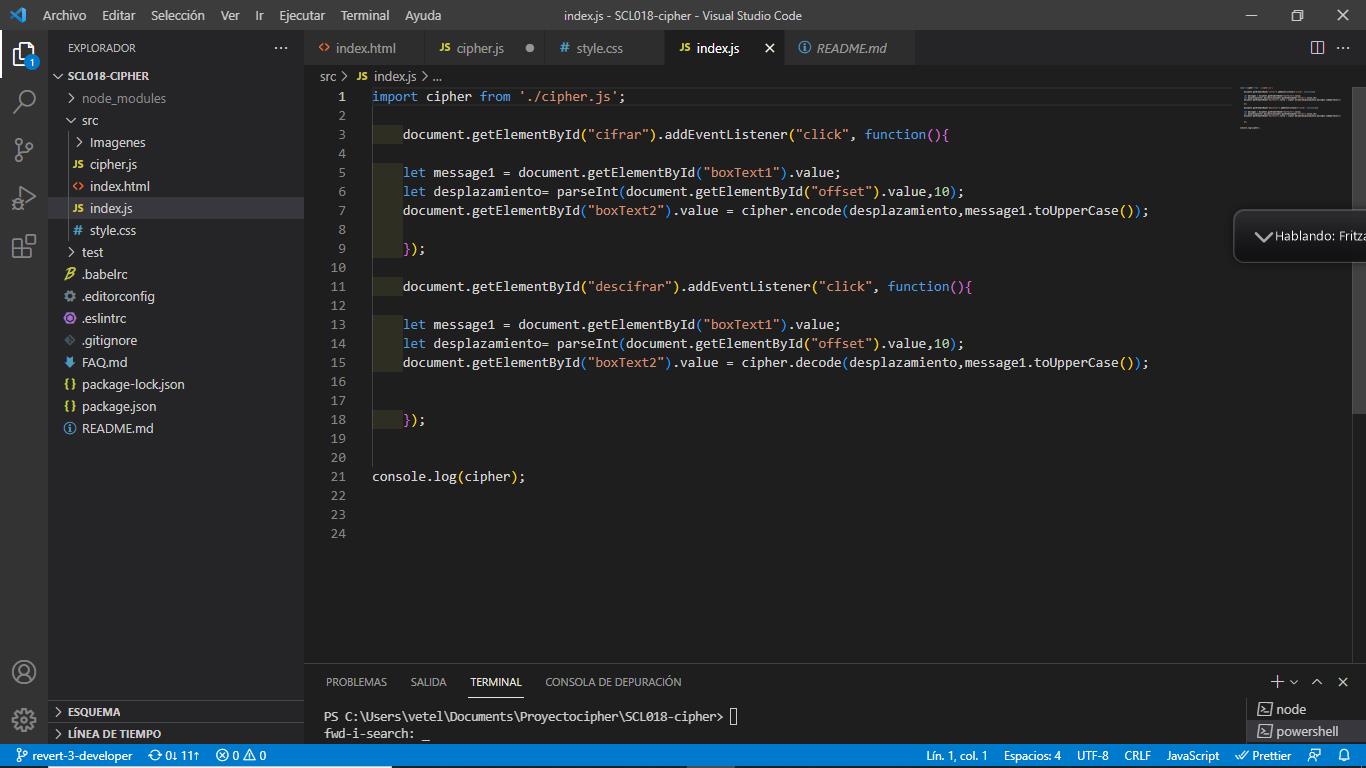 Archivo Editar Selección Ver Ir Ejecutar Terminal Ayuda index.js - SCL018-cipher - Visual Studio Code
EXPLORADOR
1
SCL018-CIPHER
node_modules
src
Imagenes
JS cipher.js
<> index.html
JS index.js
# style.css
test
.babelrc
.editorconfig
.eslintrc
.gitignore
FAQ.md
{} package-lock.json
{} package.json
README.md
ESQUEMA
LÍNEA DE TIEMPO
<> index.html JS cipher.js # style.css JS index.js README.md
src > JS index.js > ...
1 import cipher from './cipher.js';
2
3 document.getElementById("cifrar").addEventListener("click", function(){
4
5 let message1 = document.getElementById("boxText1").value;
6 let desplazamiento= parseInt(document.getElementById("offset").value,10);
7 document.getElementById("boxText2").value = cipher.encode(desplazamiento,message1.toUpperCase());
8
9 });
10
11 document.getElementById("descifrar").addEventListener("click", function(){
12
13 let message1 = document.getElementById("boxText1").value;
14 let desplazamiento= parseInt(document.getElementById("offset").value,10);
15 document.getElementById("boxText2").value = cipher.decode(desplazamiento,message1.toUpperCase());
16
17
18 });
19
20
21 console.log(cipher);
22
23
24
Hablando: Fritza
PROBLEMAS SALIDA TERMINAL CONSOLA DE DEPURACIÓN
PS C:\Users\vetel\Documents\Proyectocipher\SCL018-cipher>
fwd-i-search: _
node
powershell
revert-3-developer 0↓ 11↑ 0 0 Lín. 1, col. 1 Espacios: 4 UTF-8 CRLF JavaScript Prettier